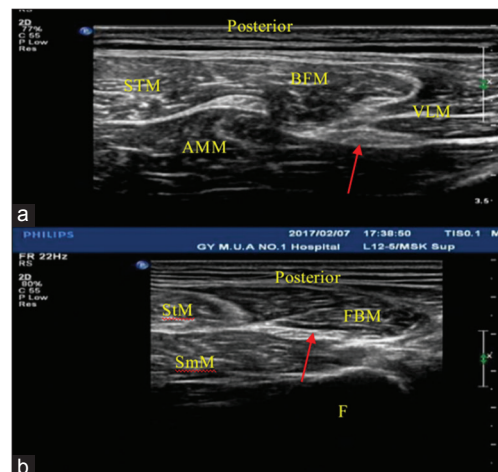 RS
2D
77%
C 55
P Low
Res
Posterior
STM
BFM
VLM
AMM
3.5
a
PHILIPS
2017/02/07
17:38:50
TIS0.1
GY M.U.A NO.1 Hospital
L12-5/MSK Sup
FR 22Hz
RS
2D
80%
C 55
P Low
Res
Posterior
StM
FBM
SmM
F
b